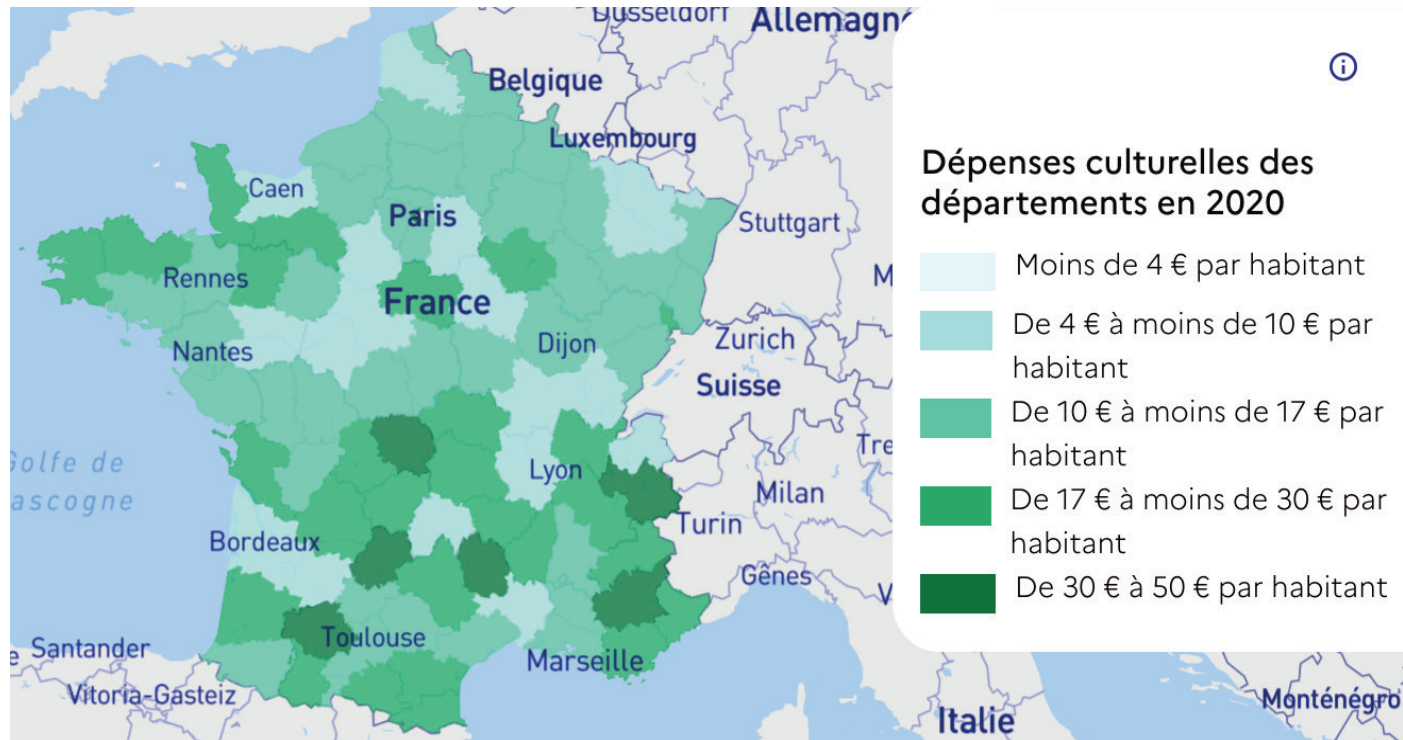 Düsseldorf
Allemagn
Belgique
Luxembourg
Caen
Paris
Stuttgart
Rennes
France
M
Nantes
Dijon
Zurich
Suisse
Golfe de
ascogne
Lyon
Tre
Milan
Bordeaux
Turin
Gênes
V
Toulouse
Santander
Marseille
Vitoria-Gasteiz
Italie
Monténégro
Dépenses culturelles des
départements en 2020
Moins de 4 € par habitant
De 4 € à moins de 10 € par
habitant
De 10 € à moins de 17 € par
habitant
De 17 € à moins de 30 € par
habitant
De 30 € à 50 € par habitant